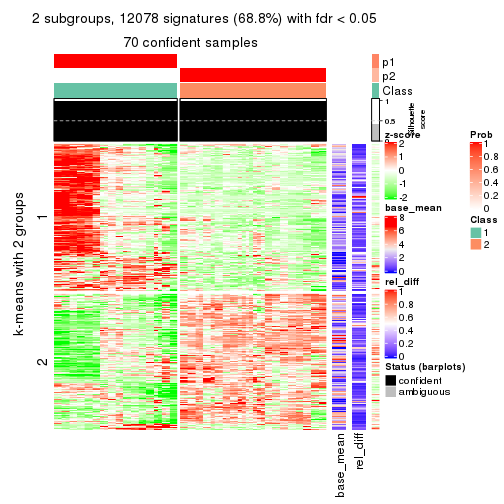 2 subgroups, 12078 signatures (68.8%) with fdr < 0.05
70 confident samples
p1
p2
Class
1
0.5
0
Silhouette
score
k-means with 2 groups
1
2
z-score
2
1
0
-1
-2
base_mean
8
6
4
2
0
rel_diff
1
0.8
0.6
0.4
0.2
0
Status (barplots)
confident
ambiguous
Prob
1
0.8
0.6
0.4
0.2
0
Class
1
2
base_mean
rel_diff